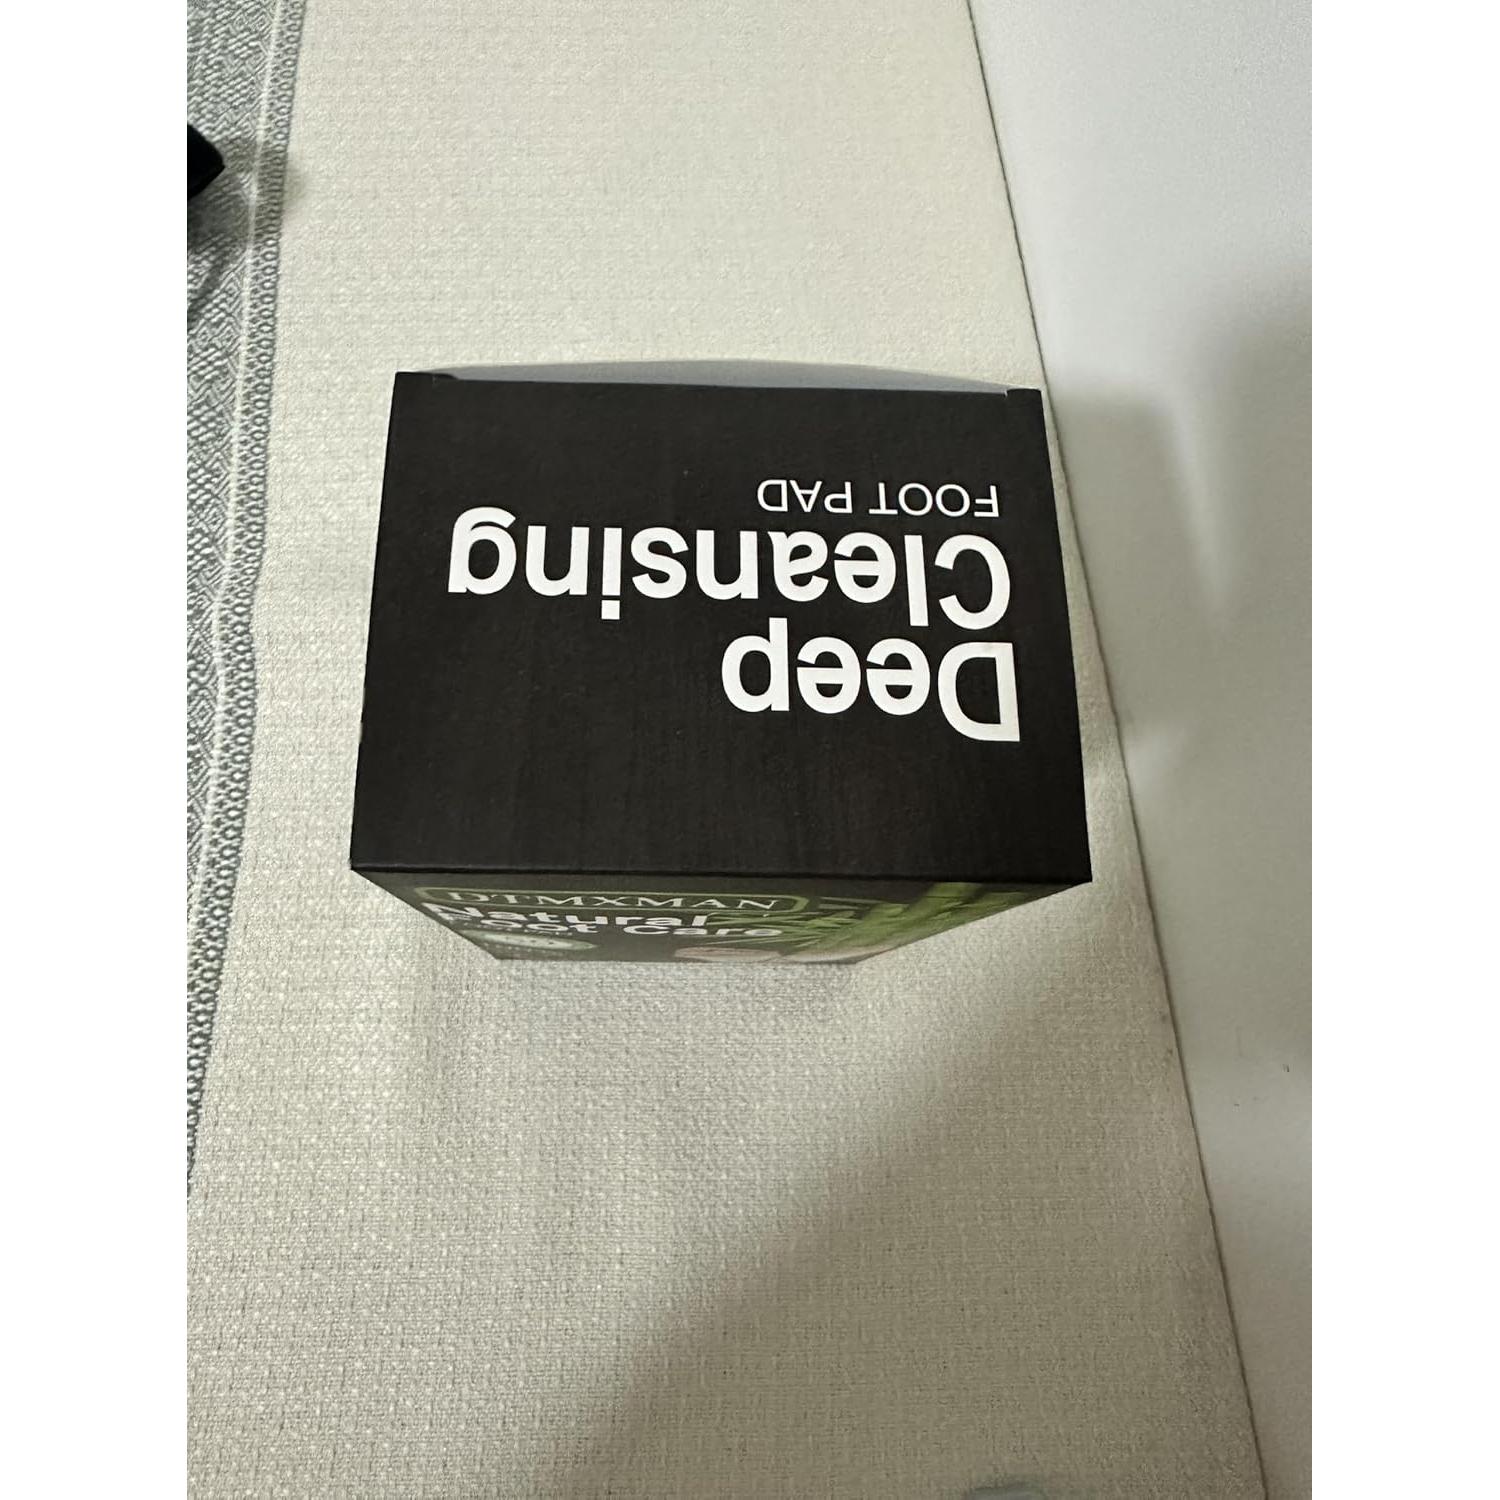 Deep
Cleansing
FOOT PAD
DTMXMAN
Natural
Foot Care